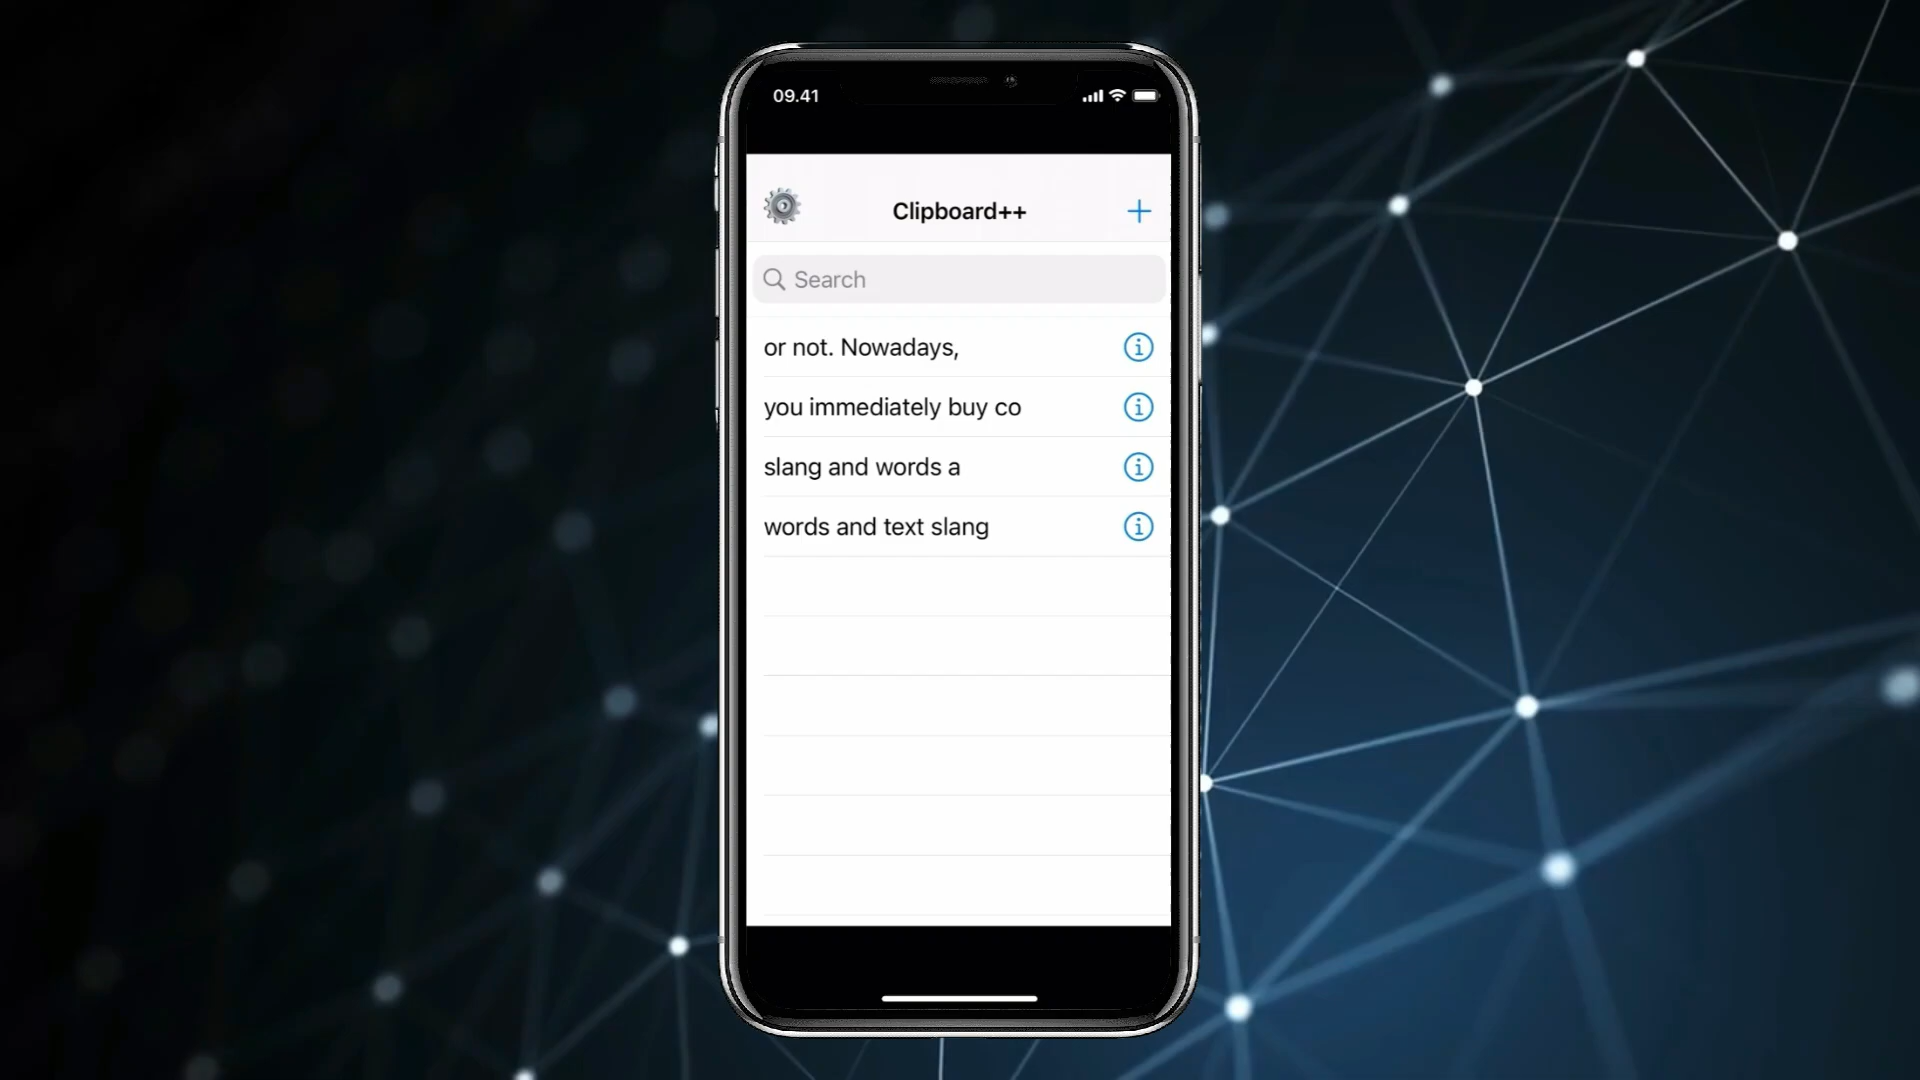 09.41
Clipboard++
Search
or not. Nowadays,
you immediately buy co
slang and words a
words and text slang